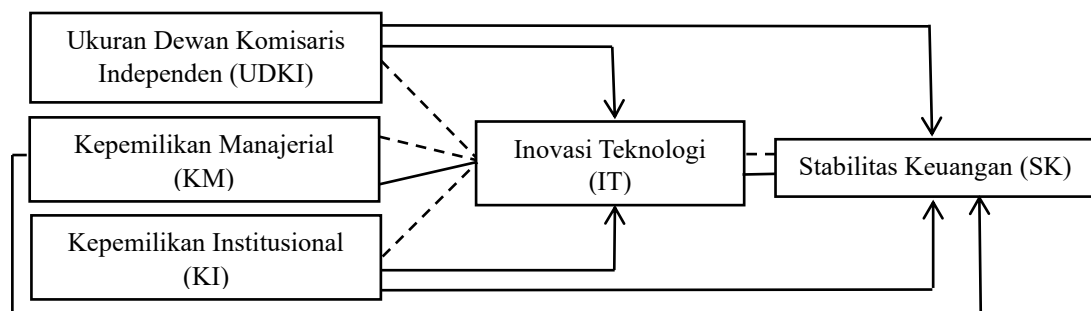 Ukuran Dewan Komisaris
Independen (UDKI)
Kepemilikan Manajerial
(KM)
Kepemilikan Institusional
(KI)
Inovasi Teknologi
(IT)
Stabilitas Keuangan (SK)